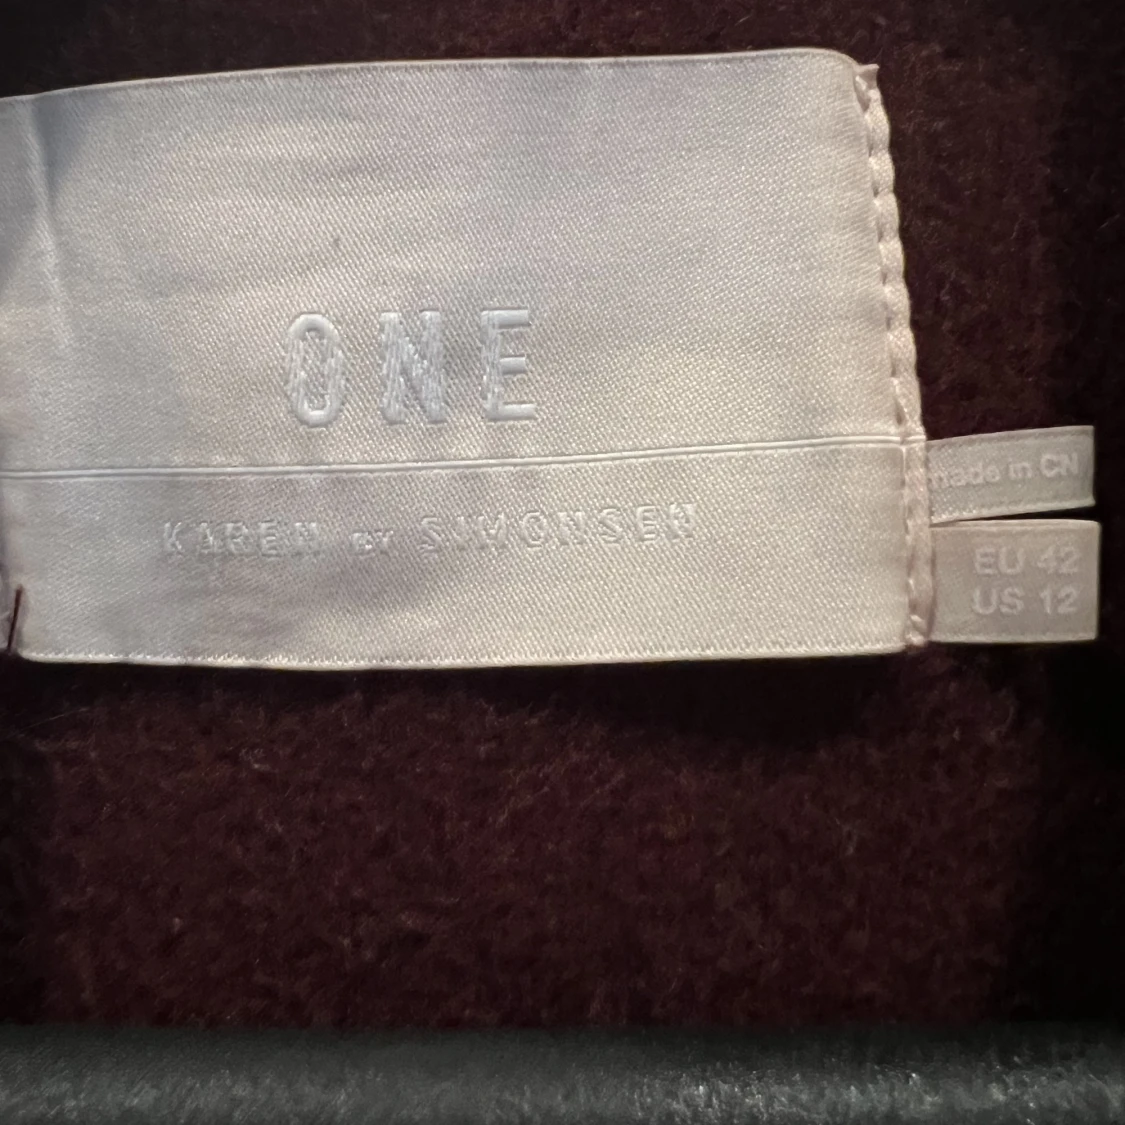 ONE
KAREN BY SIMONSEN
made in CN
EU 42
US 12